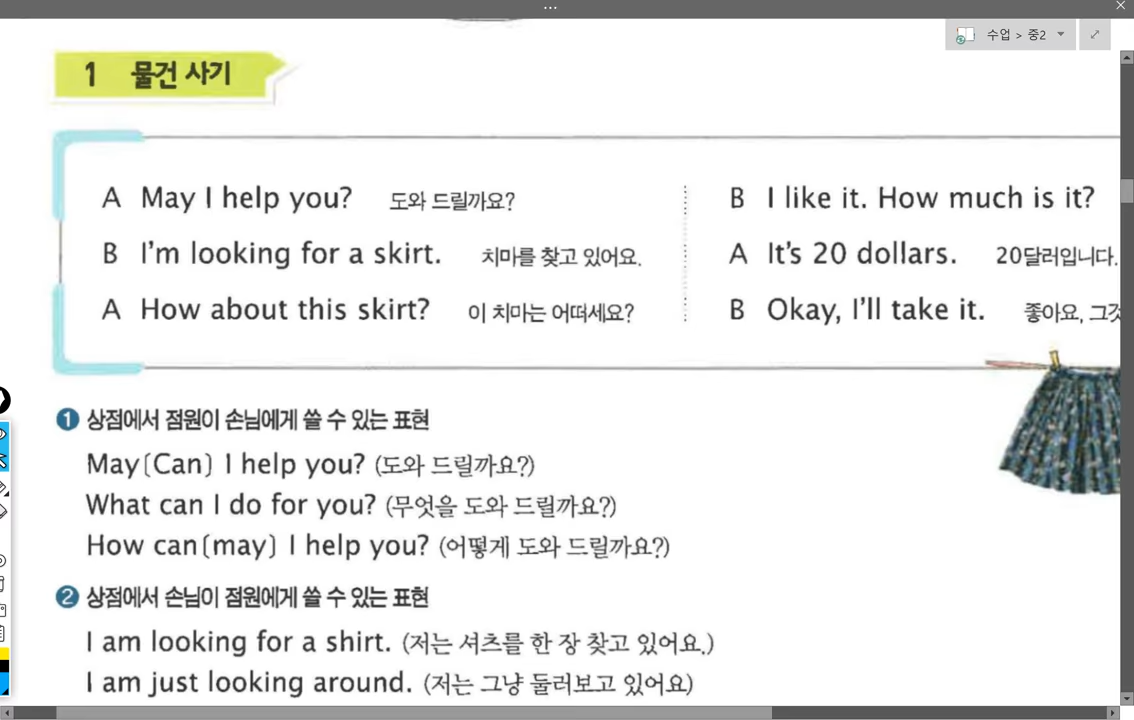 수업 > 중2
1 물건 사기
A May I help you? 도와 드릴까요?
B I'm looking for a skirt. 치마를 찾고 있어요.
A How about this skirt? 이 치마는 어떠세요?
B I like it. How much is it?
A It's 20 dollars. 20달러입니다.
B Okay, I'll take it. 좋아요, 그것
1 상점에서 점원이 손님에게 쓸 수 있는 표현
May(Can) I help you? (도와 드릴까요?)
What can I do for you? (무엇을 도와 드릴까요?)
How can(may) I help you? (어떻게 도와 드릴까요?)
2 상점에서 손님이 점원에게 쓸 수 있는 표현
I am looking for a shirt. (저는 셔츠를 한 장 찾고 있어요.)
I am just looking around. (저는 그냥 둘러보고 있어요)